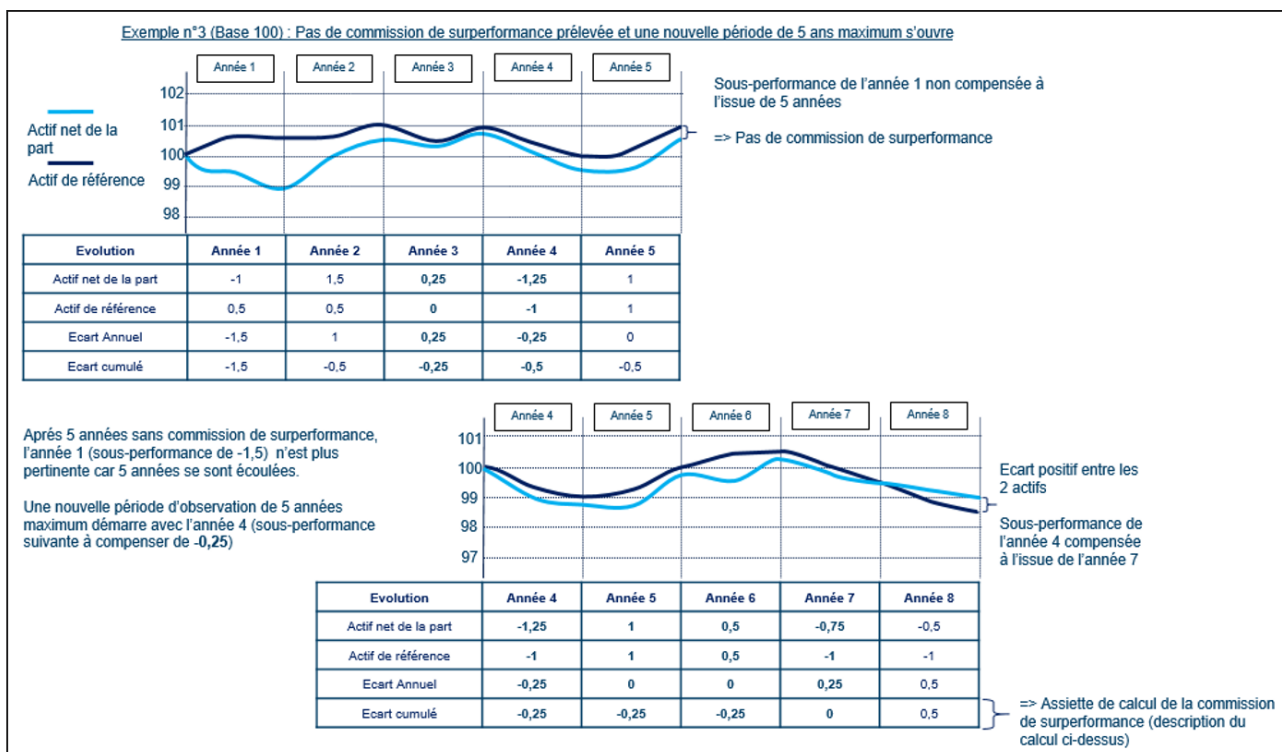 Exemple n°3 (Base 100) : Pas de commission de surperformance prélevée et une nouvelle période de 5 ans maximum s'ouvre
Année 1 Année 2 Année 3 Année 4 Année 5
102
101
100
99
98
Actif net de la
part
Actif de référence
Sous-performance de l'année 1 non compensée à
l'issue de 5 années
=> Pas de commission de surperformance
Evolution Année 1 Année 2 Année 3 Année 4 Année 5
Actif net de la part -1 1,5 0,25 -1,25 1
Actif de référence 0,5 0,5 0 -1 1
Ecart Annuel -1,5 1 0,25 -0,25 0
Ecart cumulé -1,5 -0,5 -0,25 -0,5 -0,5
Aprés 5 années sans commission de surperformance,
l'année 1 (sous-performance de -1,5) n'est plus
pertinente car 5 années se sont écoulées.
Une nouvelle période d'observation de 5 années
maximum démarre avec l'année 4 (sous-performance
suivante à compenser de -0,25)
Année 4 Année 5 Année 6 Année 7 Année 8
101
100
99
98
97
Ecart positif entre les
2 actifs
Sous-performance de
l'année 4 compensée
à l'issue de l'année 7
Evolution Année 4 Année 5 Année 6 Année 7 Année 8
Actif net de la part -1,25 1 0,5 -0,75 -0,5
Actif de référence -1 1 0,5 -1 -1
Ecart Annuel -0,25 0 0 0,25 0,5
Ecart cumulé -0,25 -0,25 -0,25 0 0,5
=> Assiette de calcul de la commission
de surperformance (description du
calcul ci-dessus)